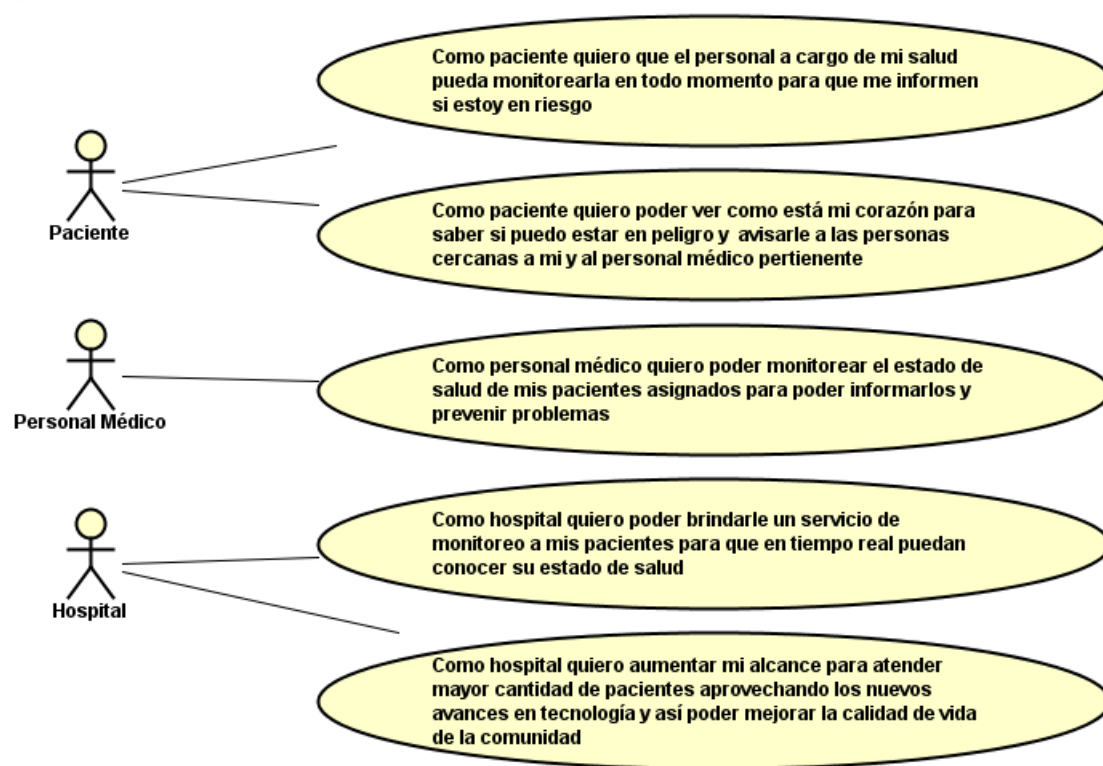 Como paciente quiero que el personal a cargo de mi salud
pueda monitorearla en todo momento para que me informen
si estoy en riesgo
Paciente
Como paciente quiero poder ver como está mi corazón para
saber si puedo estar en peligro y avisarle a las personas
cercanas a mi y al personal médico pertienente
Como personal médico quiero poder monitorear el estado de
salud de mis pacientes asignados para poder informarlos y
prevenir problemas
Personal Médico
Como hospital quiero poder brindarle un servicio de
monitoreo a mis pacientes para que en tiempo real puedan
conocer su estado de salud
Hospital
Como hospital quiero aumentar mi alcance para atender
mayor cantidad de pacientes aprovechando los nuevos
avances en tecnología y así poder mejorar la calidad de vida
de la comunidad